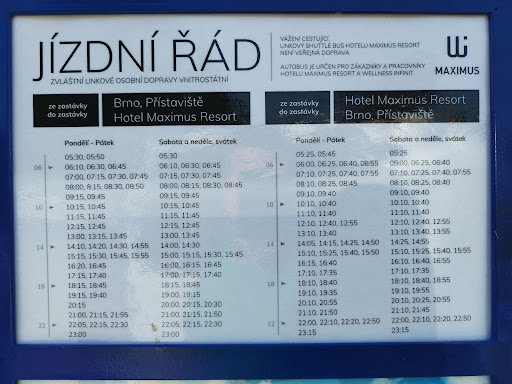 JÍZDNÍ ŘÁD
ZVLÁŠTNÍ LINKOVÉ OSOBNÍ DOPRAVY VNITROSTÁTNÍ
VÁŽENÍ CESTUJÍCÍ,
LINKOVÝ SHUTTLE BUS HOTELU MAXIMUS RESORT
NENÍ VEŘEJNÁ DOPRAVA.
AUTOBUS JE URČEN PRO ZÁKAZNÍKY A PRACOVNÍKY
HOTELU MAXIMUS RESORT A WELLNESS INFINIT.
MAXIMUS
ze zastávky Brno, Přístaviště ze zastávky Hotel Maximus Resort
do zastávky Hotel Maximus Resort do zastávky Brno, Přístaviště
Pondělí - Pátek Sobota a neděle, svátek Pondělí - Pátek Sobota a neděle, svátek
05:30, 05:50 05:30 05:25, 05:45 05:25
06 06:10, 06:30, 06:45 06:10, 06:30, 06:45 06 06:00, 06:25, 06:40, 06:55 06:00, 06:25, 06:40
07:00, 07:15, 07:30, 07:45 07:15, 07:30, 07:45 07:10, 07:25, 07:40, 07:55 07:10, 07:25, 07:40, 07:55
08:00, 8:15, 08:30, 08:50 08:00, 08:15, 08:30, 08:45 08:10, 08:25, 08:45 08:10, 08:25, 08:40
09:15, 09:45 09:15, 09:45 09:10, 09:40 09:10, 09:40
10 10:15, 10:45 10:15, 10:45 10 10:10, 10:40 10:10, 10:40
11:15, 11:45 11:15, 11:45 11:10, 11:40 11:10, 11:40
12:15, 12:45 12:15, 12:45 12:10, 12:40, 12:55 12:10, 12:40, 12:55
13:00, 13:15, 13:45 13:00, 13:45 13:10, 13:40 13:10, 13:40
14 14:10, 14:20, 14:30, 14:55 14:00, 14:30 14 14:05, 14:15, 14:25, 14:50 14:25, 14:55
15:15, 15:30, 15:45, 15:55 15:00, 15:15, 15:30, 15:45 15:10, 15:25, 15:40, 15:50 15:10, 15:25, 15:40, 15:55
16:20, 16:45 16:00, 16:15, 16:45 16:15, 16:40 16:10, 16:40
17:15, 17:40 17:00, 17:15, 17:40 17:10, 17:35 17:10, 17:35
18 18:15, 18:45 18:15, 18:45 18 18:10, 18:40 18:10, 18:40
19:15, 19:40 19:15 19:10, 19:35 19:10
20:15 20:15 20:10, 20:25, 20:55 20:10, 20:25, 20:55
21:00, 21:15, 21:55 21:00, 21:15, 21:50 21:10, 21:45 21:10, 21:40
22 22:05, 22:15, 22:30 22:05, 22:15, 22:30 22 22:00, 22:10, 22:20, 22:50 22:00, 22:10, 22:20, 22:50
23:00 23:00 23:15 23:15